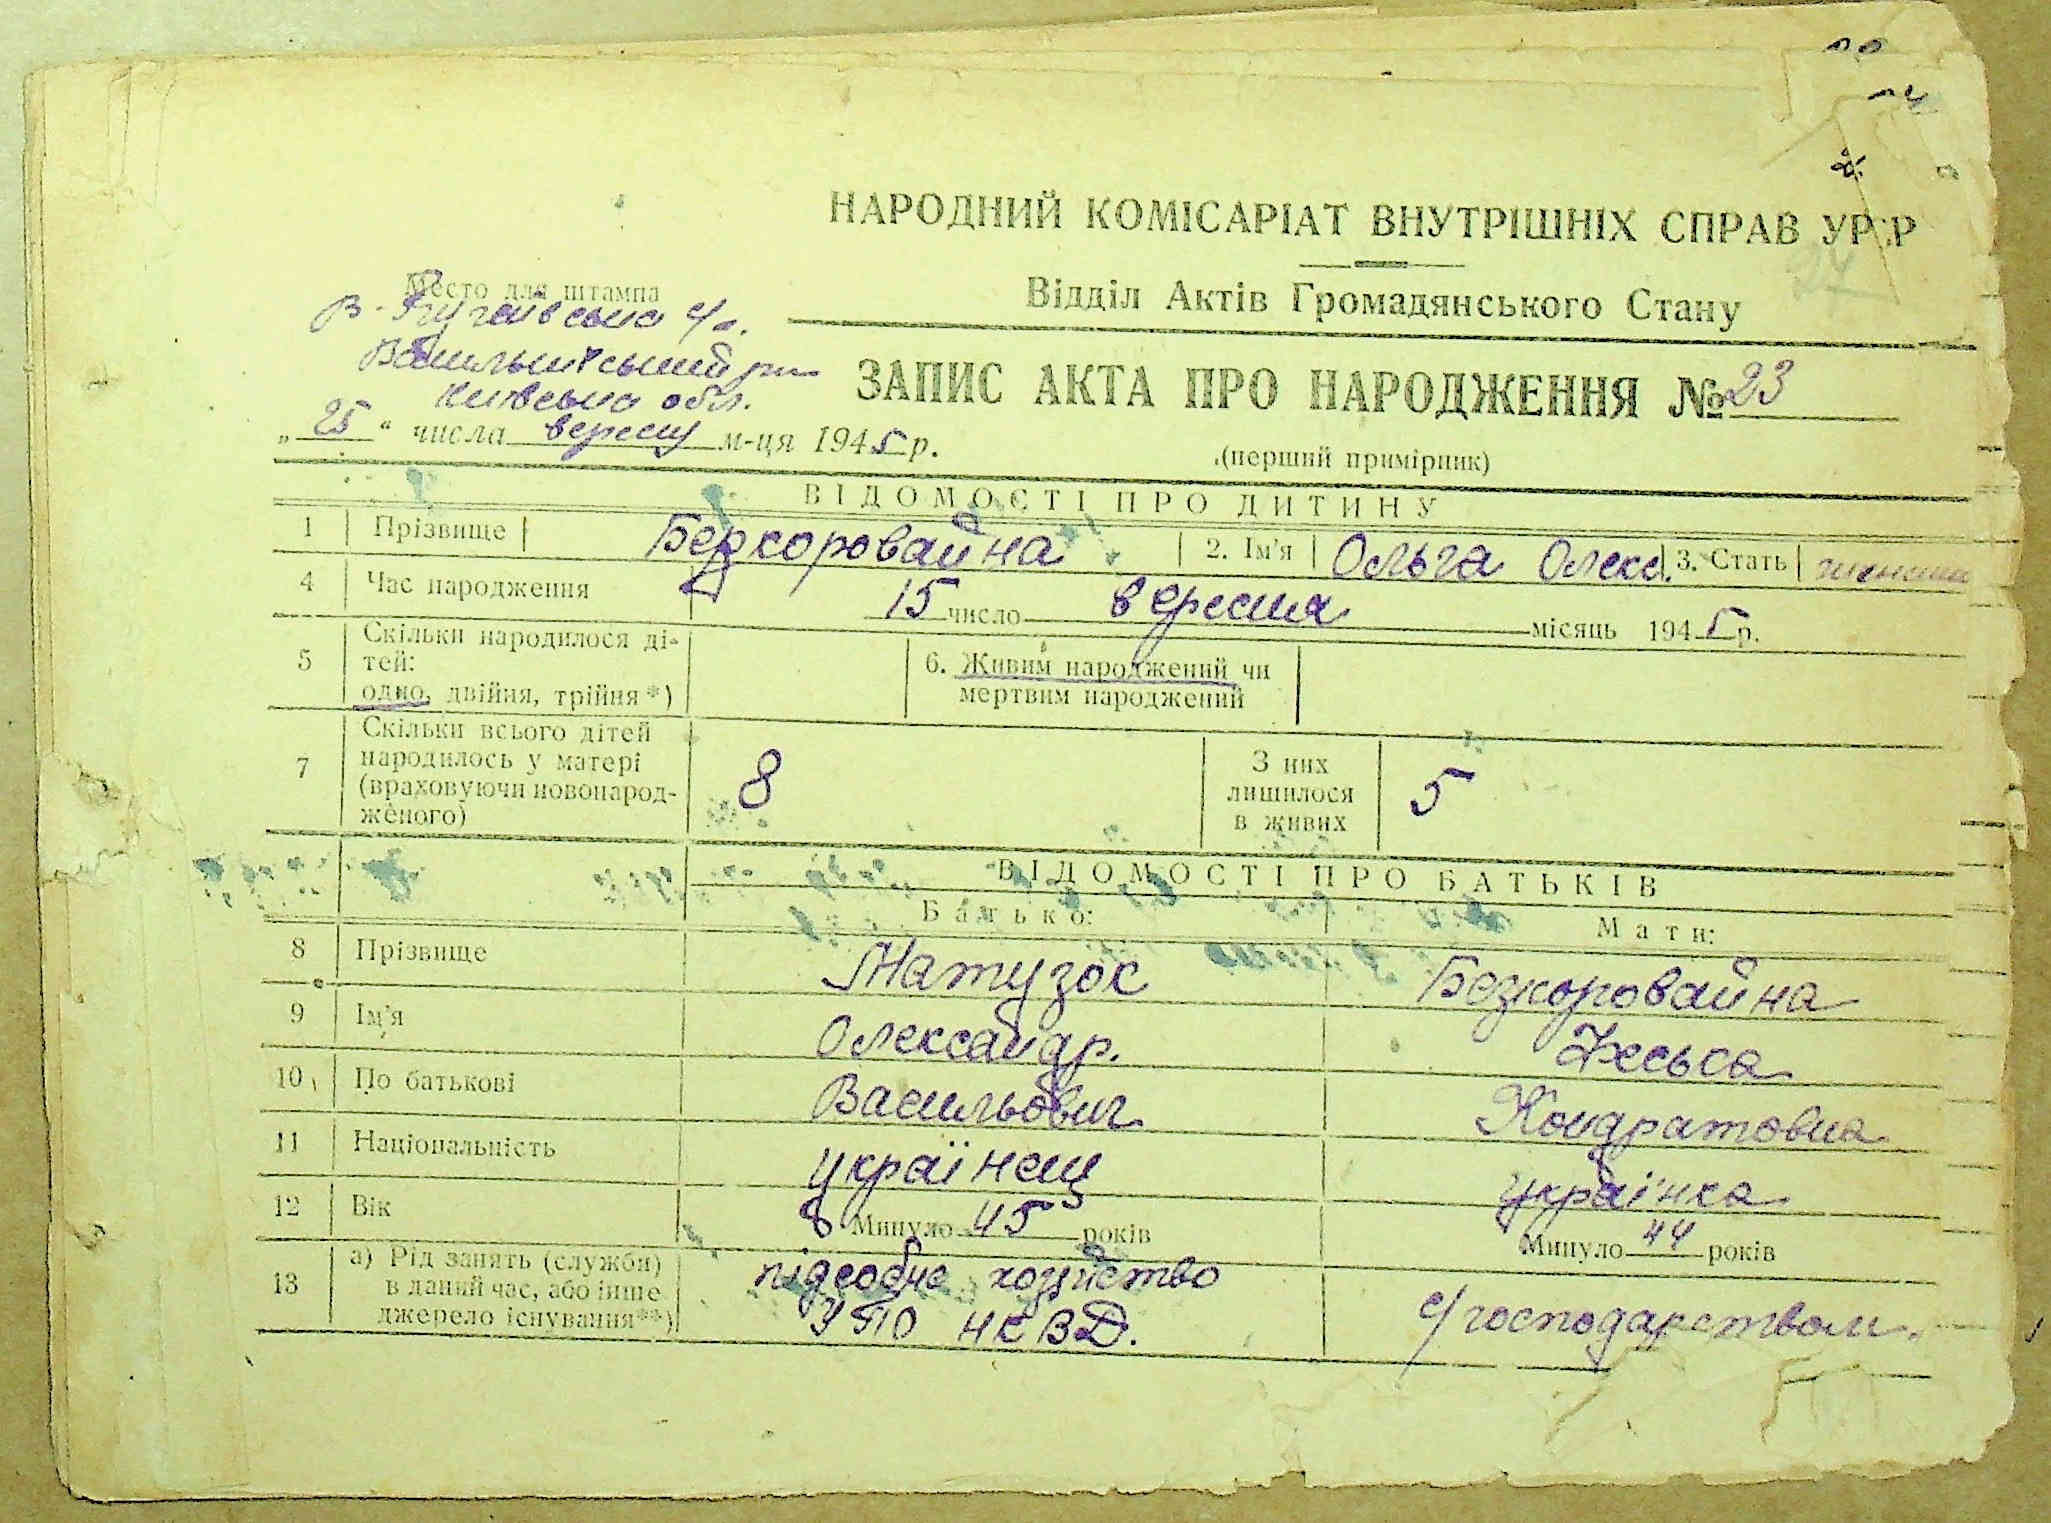 НАРОДНИЙ КОМІСАРІАТ ВНУТРІШНІХ СПРАВ УРСР
Відділ Актів Громадянського Стану
Место для штампа
В-Бугаївська с/р.
Васильківський р-н
Київська обл.
ЗАПИС АКТА ПРО НАРОДЖЕННЯ № 23
„ 25 “ числа вересня м-ця 1945 р.
(перший примірник)
ВІДОМОСТІ ПРО ДИТИНУ
1 Прізвище Безкоровайна 2. Ім'я Ольга Олекс. 3. Стать
4 Час народження 15 число вересня місяць 1945 р.
5 Скільки народилося дітей: одно, двійня, трійня*) 6. Живим народжений чи мертвим народжений
7 Скільки всього дітей народилось у матері (враховуючи новонародженого) 8 З них лишилося в живих 5
ВІДОМОСТІ ПРО БАТЬКІВ
Батько: Мати:
8 Прізвище Матузок Безкоровайна
9 Ім'я Олександр. Феська
10 По батькові Васильович Кондратовна
11 Національність українец українка
12 Вік Минуло 45 років Минуло 44 років
13 а) Рід занять (служби) в даний час, або інше джерело існування**) підсобне хозяйство НКВД. с/господарством.